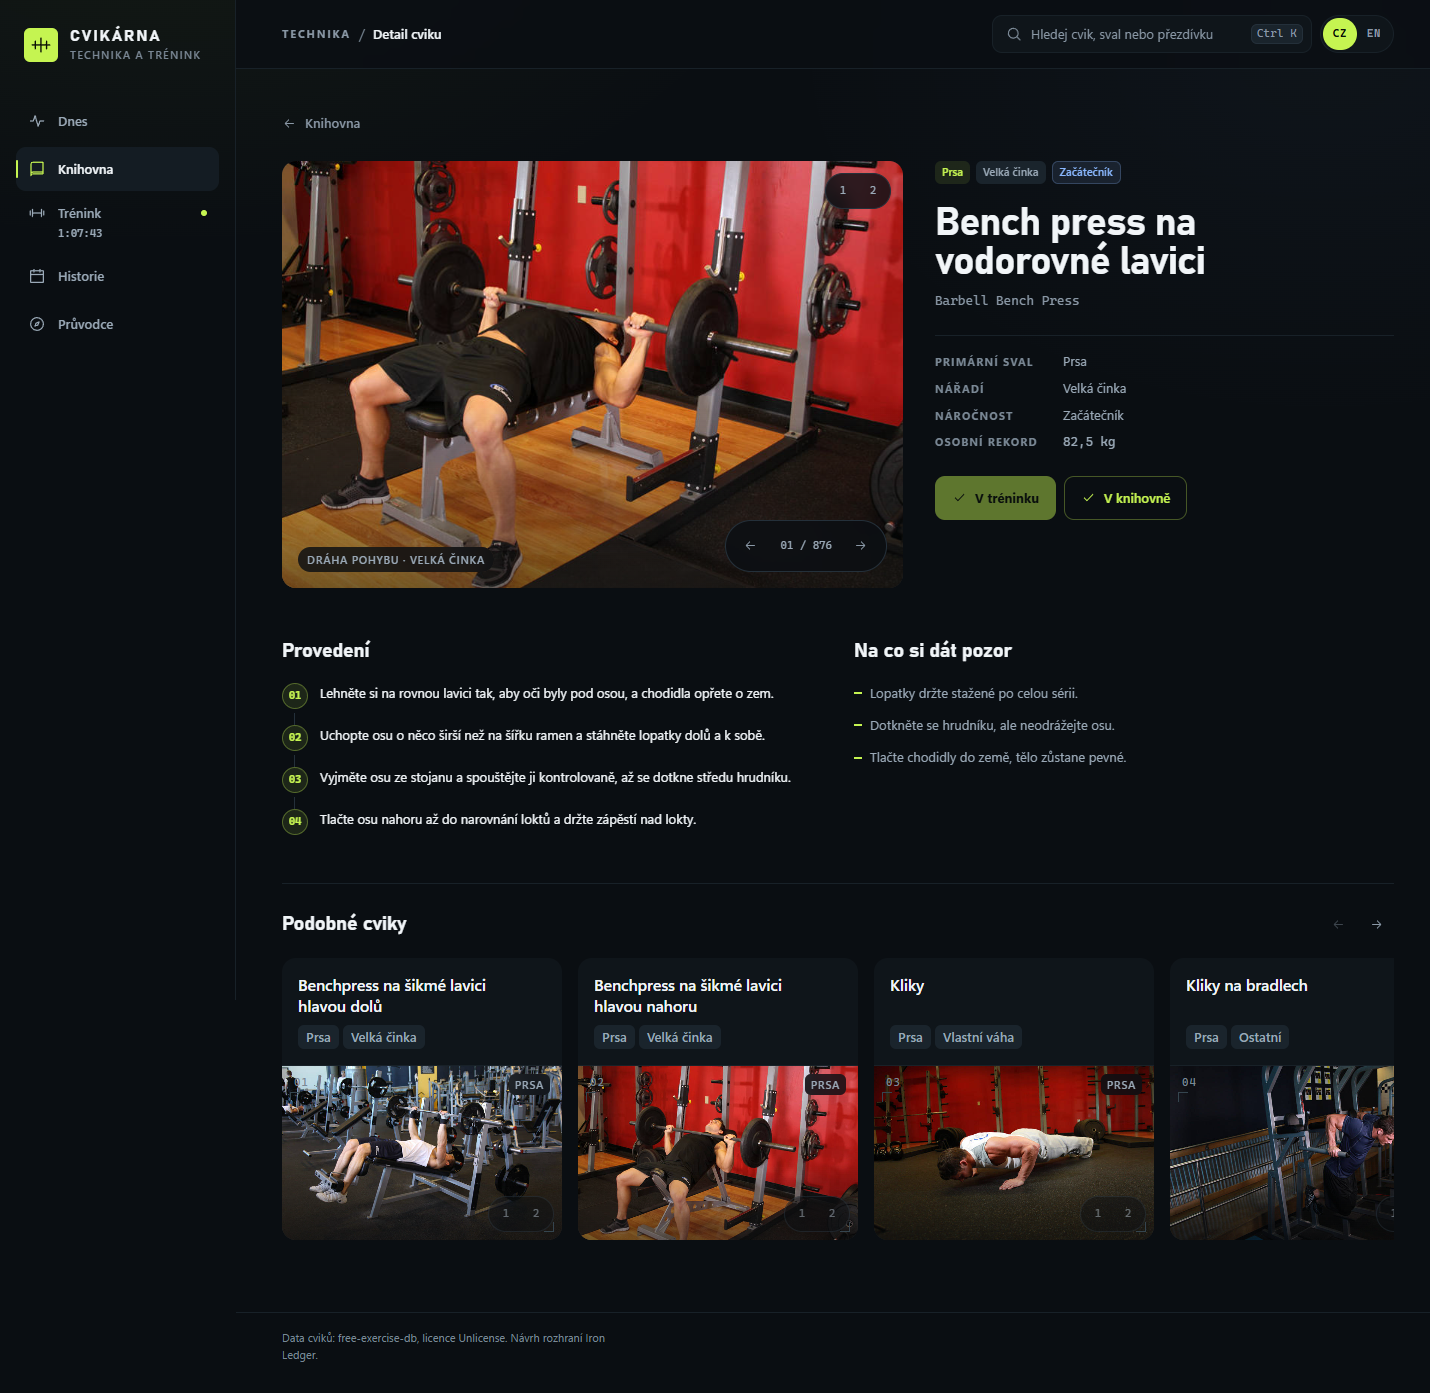 CVIKÁRNA
TECHNIKA A TRÉNINK
Dnes
Knihovna
Trénink
1:07:43
Historie
Průvodce
TECHNIKA / Detail cviku
Hledej cvik, sval nebo přezdívku
Ctrl K
CZ EN
← Knihovna
1 2
DRÁHA POHYBU · VELKÁ ČINKA
← 01 / 876 →
Prsa Velká činka Začátečník
Bench press na
vodorovné lavici
Barbell Bench Press
PRIMÁRNÍ SVAL Prsa
NÁŘADÍ Velká činka
NÁROČNOST Začátečník
OSOBNÍ REKORD 82,5 kg
V tréninku
V knihovně
Provedení
01 Lehněte si na rovnou lavici tak, aby oči byly pod osou, a chodidla opřete o zem.
02 Uchopte osu o něco širší než na šířku ramen a stáhněte lopatky dolů a k sobě.
03 Vyjměte osu ze stojanu a spouštějte ji kontrolovaně, až se dotkne středu hrudníku.
04 Tlačte osu nahoru až do narovnání loktů a držte zápěstí nad lokty.
Na co si dát pozor
Lopatky držte stažené po celou sérii.
Dotkněte se hrudníku, ale neodrážejte osu.
Tlačte chodidly do země, tělo zůstane pevné.
Podobné cviky
← →
Benchpress na šikmé lavici
hlavou dolů
Prsa Velká činka
01 PRSA
1 2
Benchpress na šikmé lavici
hlavou nahoru
Prsa Velká činka
02 PRSA
1 2
Kliky
Prsa Vlastní váha
03 PRSA
1 2
Kliky na bradlech
Prsa Ostatní
04
1
Data cviků: free-exercise-db, licence Unlicense. Návrh rozhraní Iron
Ledger.